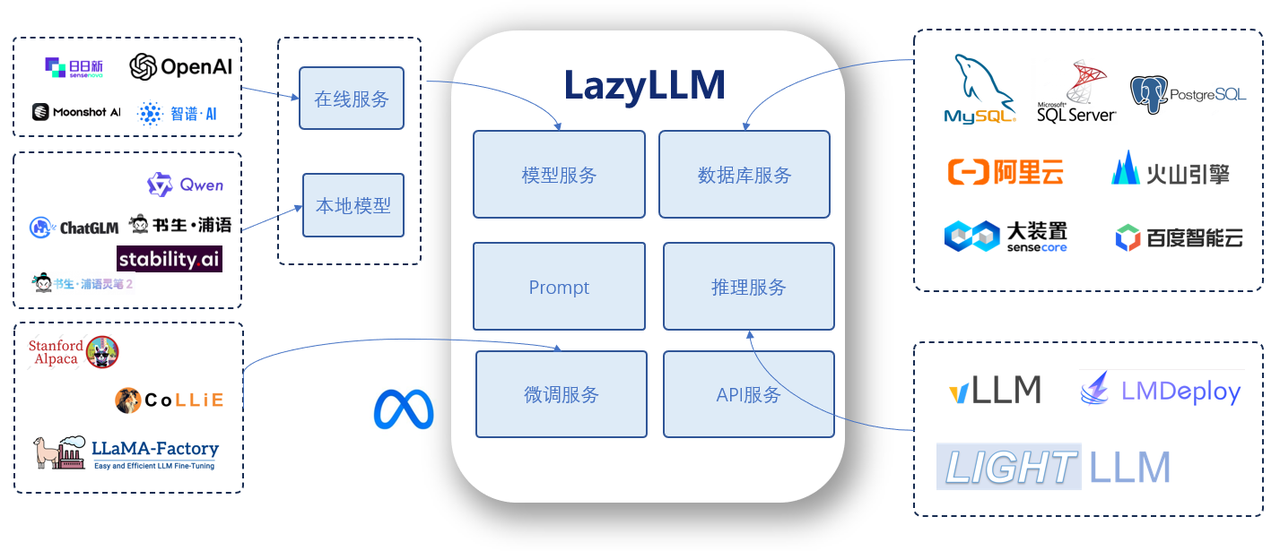 日日新
sensenova
OpenAI
Moonshot AI
智谱·AI
Qwen
ChatGLM
书生·浦语
stability.ai
书生·浦语灵笔2
Stanford
Alpaca
CoLLiE
LLaMA-Factory
Easy and Efficient LLM Fine-Tuning
在线服务
本地模型
LazyLLM
模型服务
数据库服务
Prompt
推理服务
微调服务
API服务
MySQL
Microsoft
SQL Server
PostgreSQL
阿里云
火山引擎
大装置
sensecore
百度智能云
vLLM
LMDeploy
LIGHT LLM